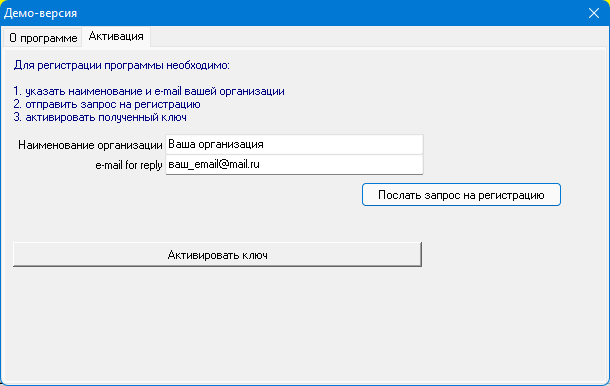 Демо-версия
О программе Активация
Для регистрации программы необходимо:
1. указать наименование и e-mail вашей организации
2. отправить запрос на регистрацию
3. активировать полученный ключ
Наименование организации Ваша организация
e-mail for reply ваш_email@mail.ru
Послать запрос на регистрацию
Активировать ключ